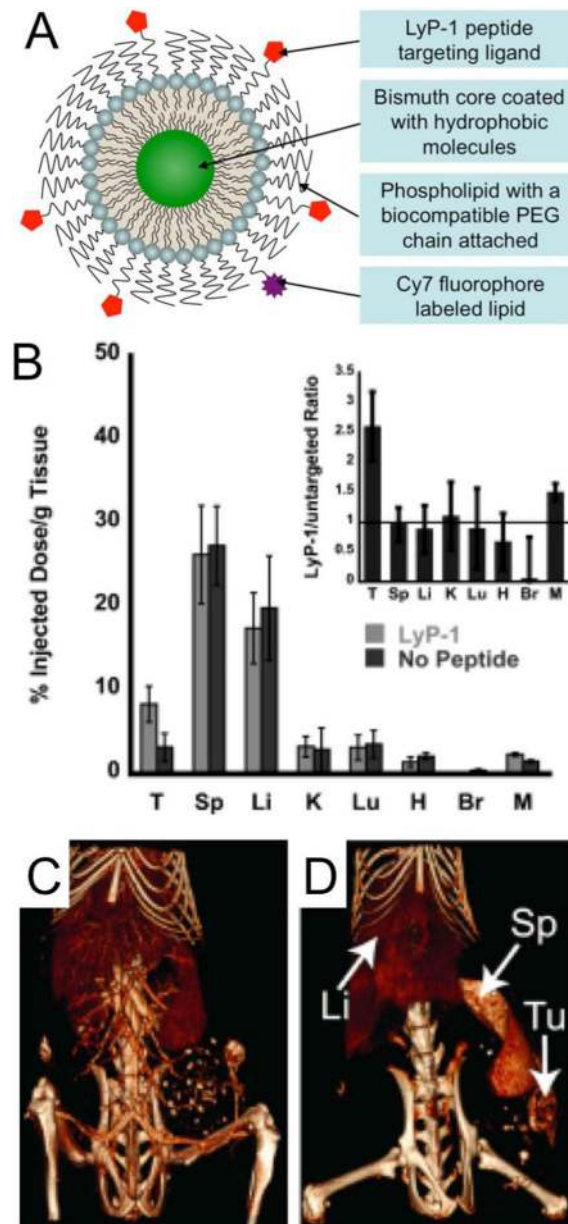 A
LyP-1 peptide
targeting ligand
Bismuth core coated
with hydrophobic
molecules
Phospholipid with a
biocompatible PEG
chain attached
Cy7 fluorophore
labeled lipid
B
% Injected Dose/g Tissue
50
40
30
20
10
0
T Sp Li K Lu H Br M
LyP-1/untargeted Ratio
3.5
3
2.5
2
1.5
1
0.5
0
T Sp Li K Lu H Br M
LyP-1
No Peptide
C
D
Li
Sp
Tu